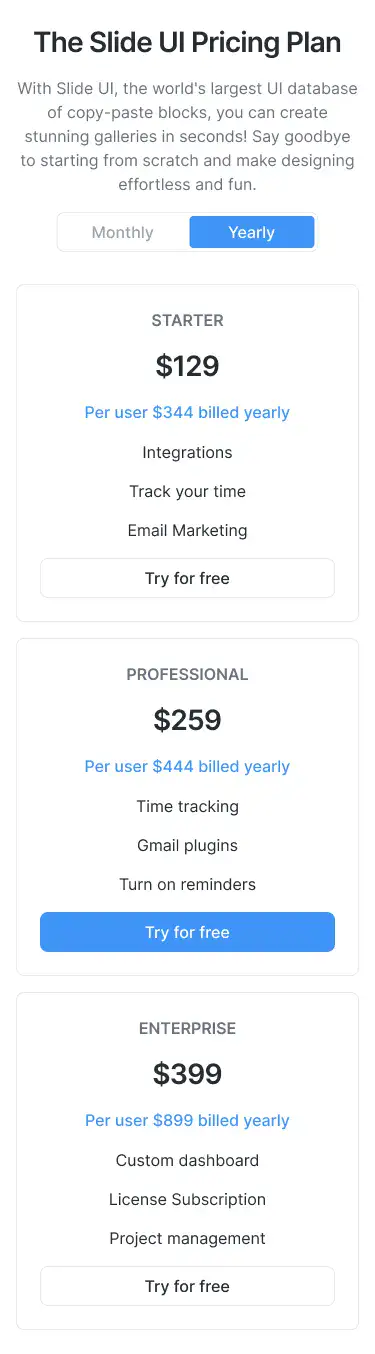 The Slide UI Pricing Plan
With Slide UI, the world's largest UI database
of copy-paste blocks, you can create
stunning galleries in seconds! Say goodbye
to starting from scratch and make designing
effortless and fun.
Monthly Yearly
STARTER
$129
Per user $344 billed yearly
Integrations
Track your time
Email Marketing
Try for free
PROFESSIONAL
$259
Per user $444 billed yearly
Time tracking
Gmail plugins
Turn on reminders
Try for free
ENTERPRISE
$399
Per user $899 billed yearly
Custom dashboard
License Subscription
Project management
Try for free